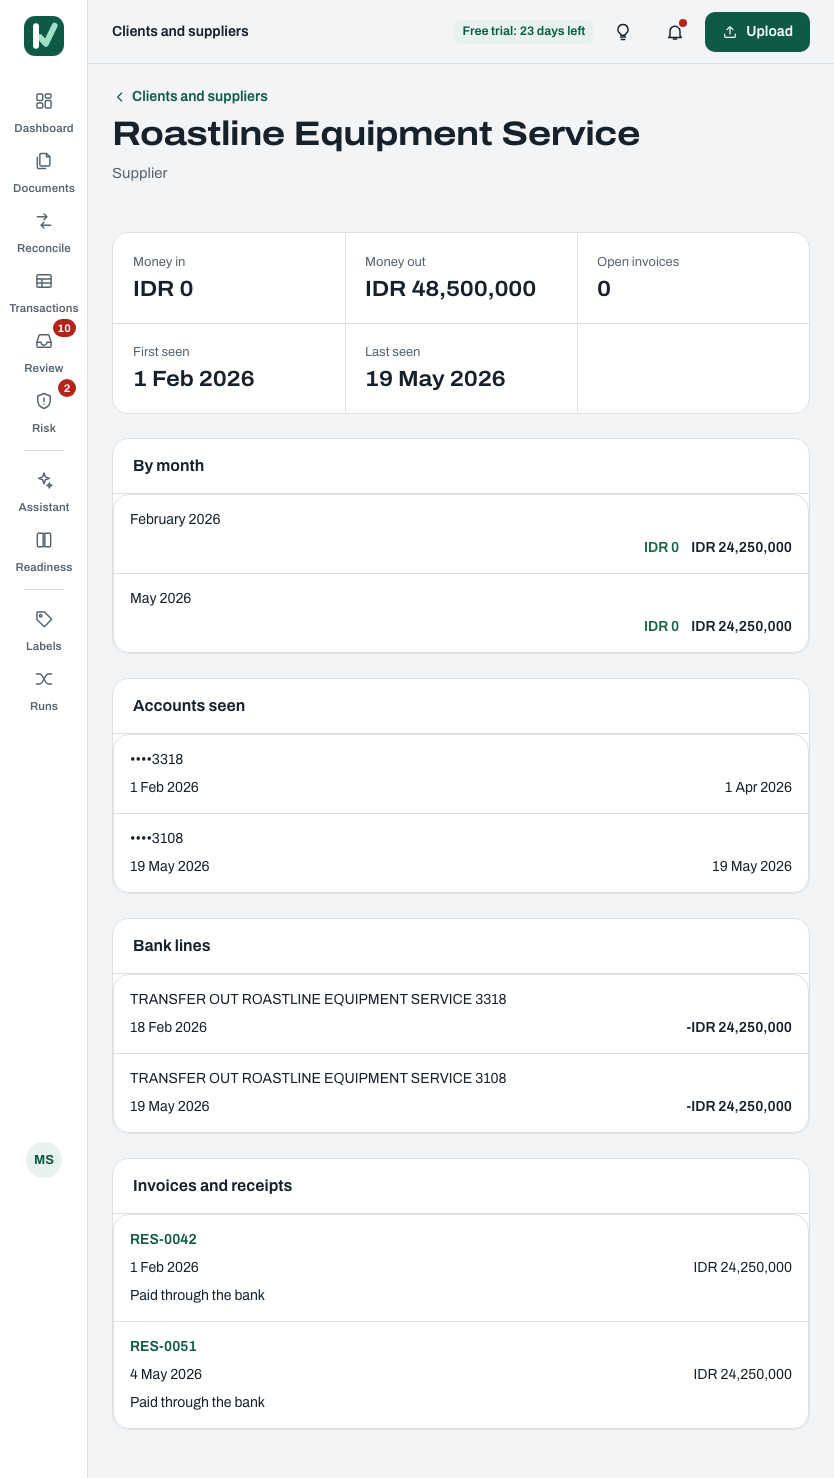 Clients and suppliers
Free trial: 23 days left
Upload
Dashboard
Documents
Reconcile
Transactions
10
Review
2
Risk
Assistant
Readiness
Labels
Runs
MS
Clients and suppliers
Roastline Equipment Service
Supplier
Money in
IDR 0
Money out
IDR 48,500,000
Open invoices
0
First seen
1 Feb 2026
Last seen
19 May 2026
By month
February 2026
IDR 0 IDR 24,250,000
May 2026
IDR 0 IDR 24,250,000
Accounts seen
••••3318
1 Feb 2026 1 Apr 2026
••••3108
19 May 2026 19 May 2026
Bank lines
TRANSFER OUT ROASTLINE EQUIPMENT SERVICE 3318
18 Feb 2026 -IDR 24,250,000
TRANSFER OUT ROASTLINE EQUIPMENT SERVICE 3108
19 May 2026 -IDR 24,250,000
Invoices and receipts
RES-0042
1 Feb 2026 IDR 24,250,000
Paid through the bank
RES-0051
4 May 2026 IDR 24,250,000
Paid through the bank